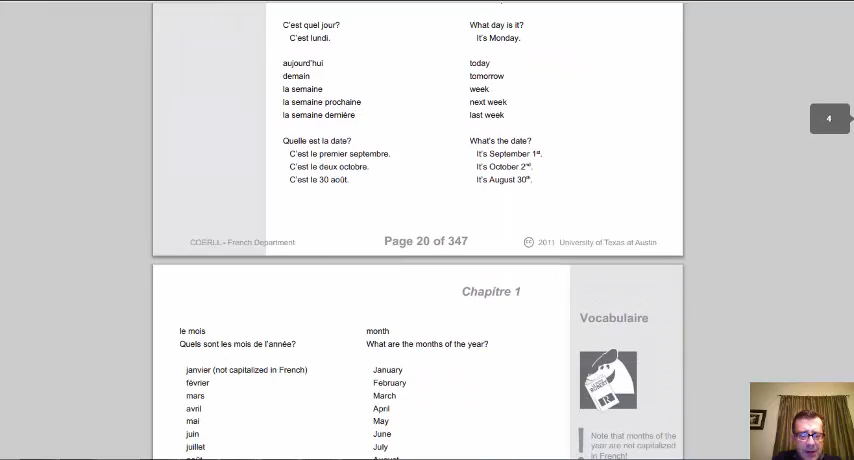 C'est quel jour? What day is it?
C'est lundi. It's Monday.
aujourd'hui today
demain tomorrow
la semaine week
la semaine prochaine next week
la semaine dernière last week
Quelle est la date? What's the date?
C'est le premier septembre. It's September 1st.
C'est le deux octobre. It's October 2nd.
C'est le 30 août. It's August 30th.
4
COERLL - French Department Page 20 of 347 cc 2011 University of Texas at Austin
Chapitre 1
Vocabulaire
le mois month
Quels sont les mois de l'année? What are the months of the year?
janvier (not capitalized in French) January
février February
mars March
avril April
mai May
juin June
juillet July
août August
R
! Note that months of the
year are not capitalized
in French!